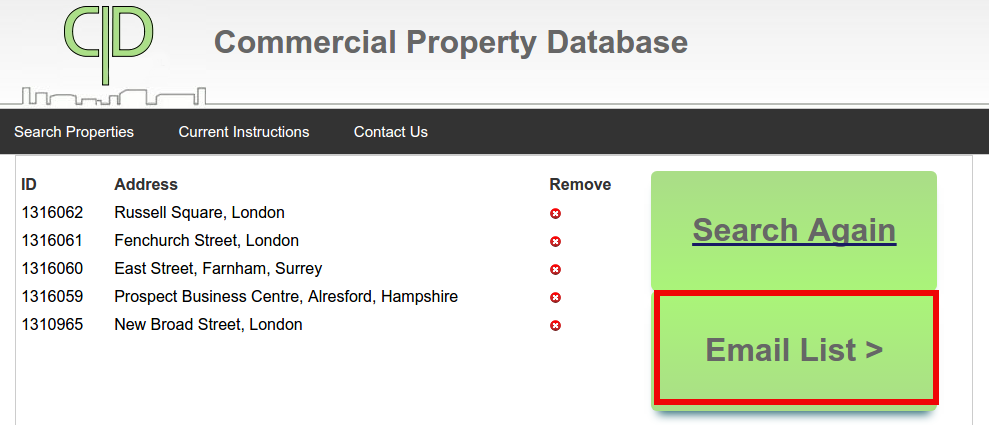 CPD
Commercial Property Database
Search Properties Current Instructions Contact Us
ID Address Remove
1316062 Russell Square, London
1316061 Fenchurch Street, London
1316060 East Street, Farnham, Surrey
1316059 Prospect Business Centre, Alresford, Hampshire
1310965 New Broad Street, London
Search Again
Email List >